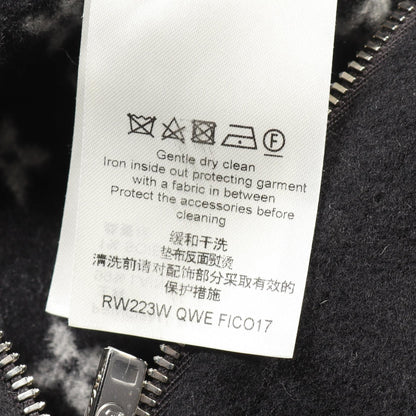 F
Gentle dry clean
Iron inside out protecting garment
with a fabric in between
Protect the accessories before
cleaning
缓和干洗
垫布反面熨烫
清洗前请对配饰部分采取有效的
保护措施
RW223W QWE FICO17